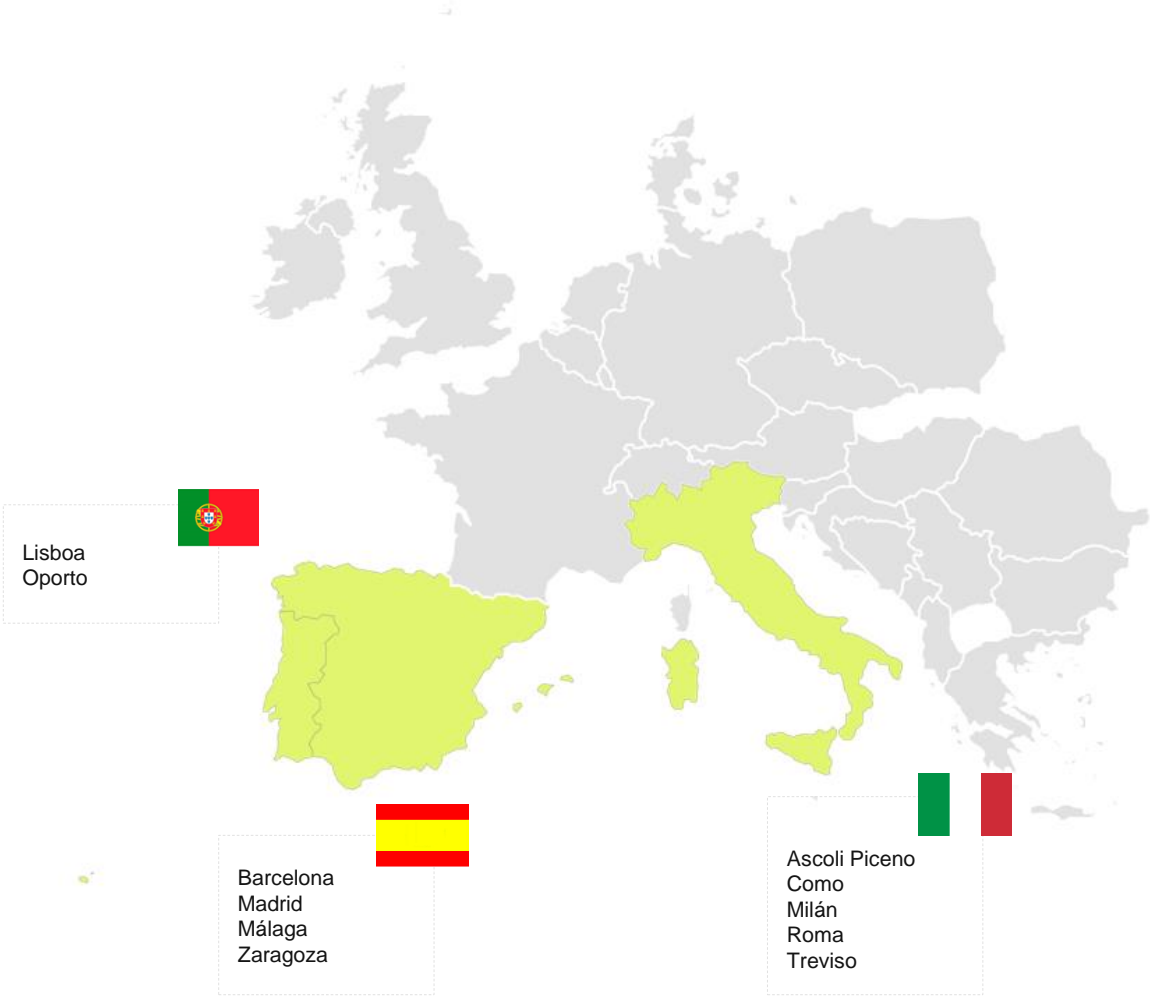 Lisboa
Oporto
Barcelona
Madrid
Málaga
Zaragoza
Ascoli Piceno
Como
Milán
Roma
Treviso